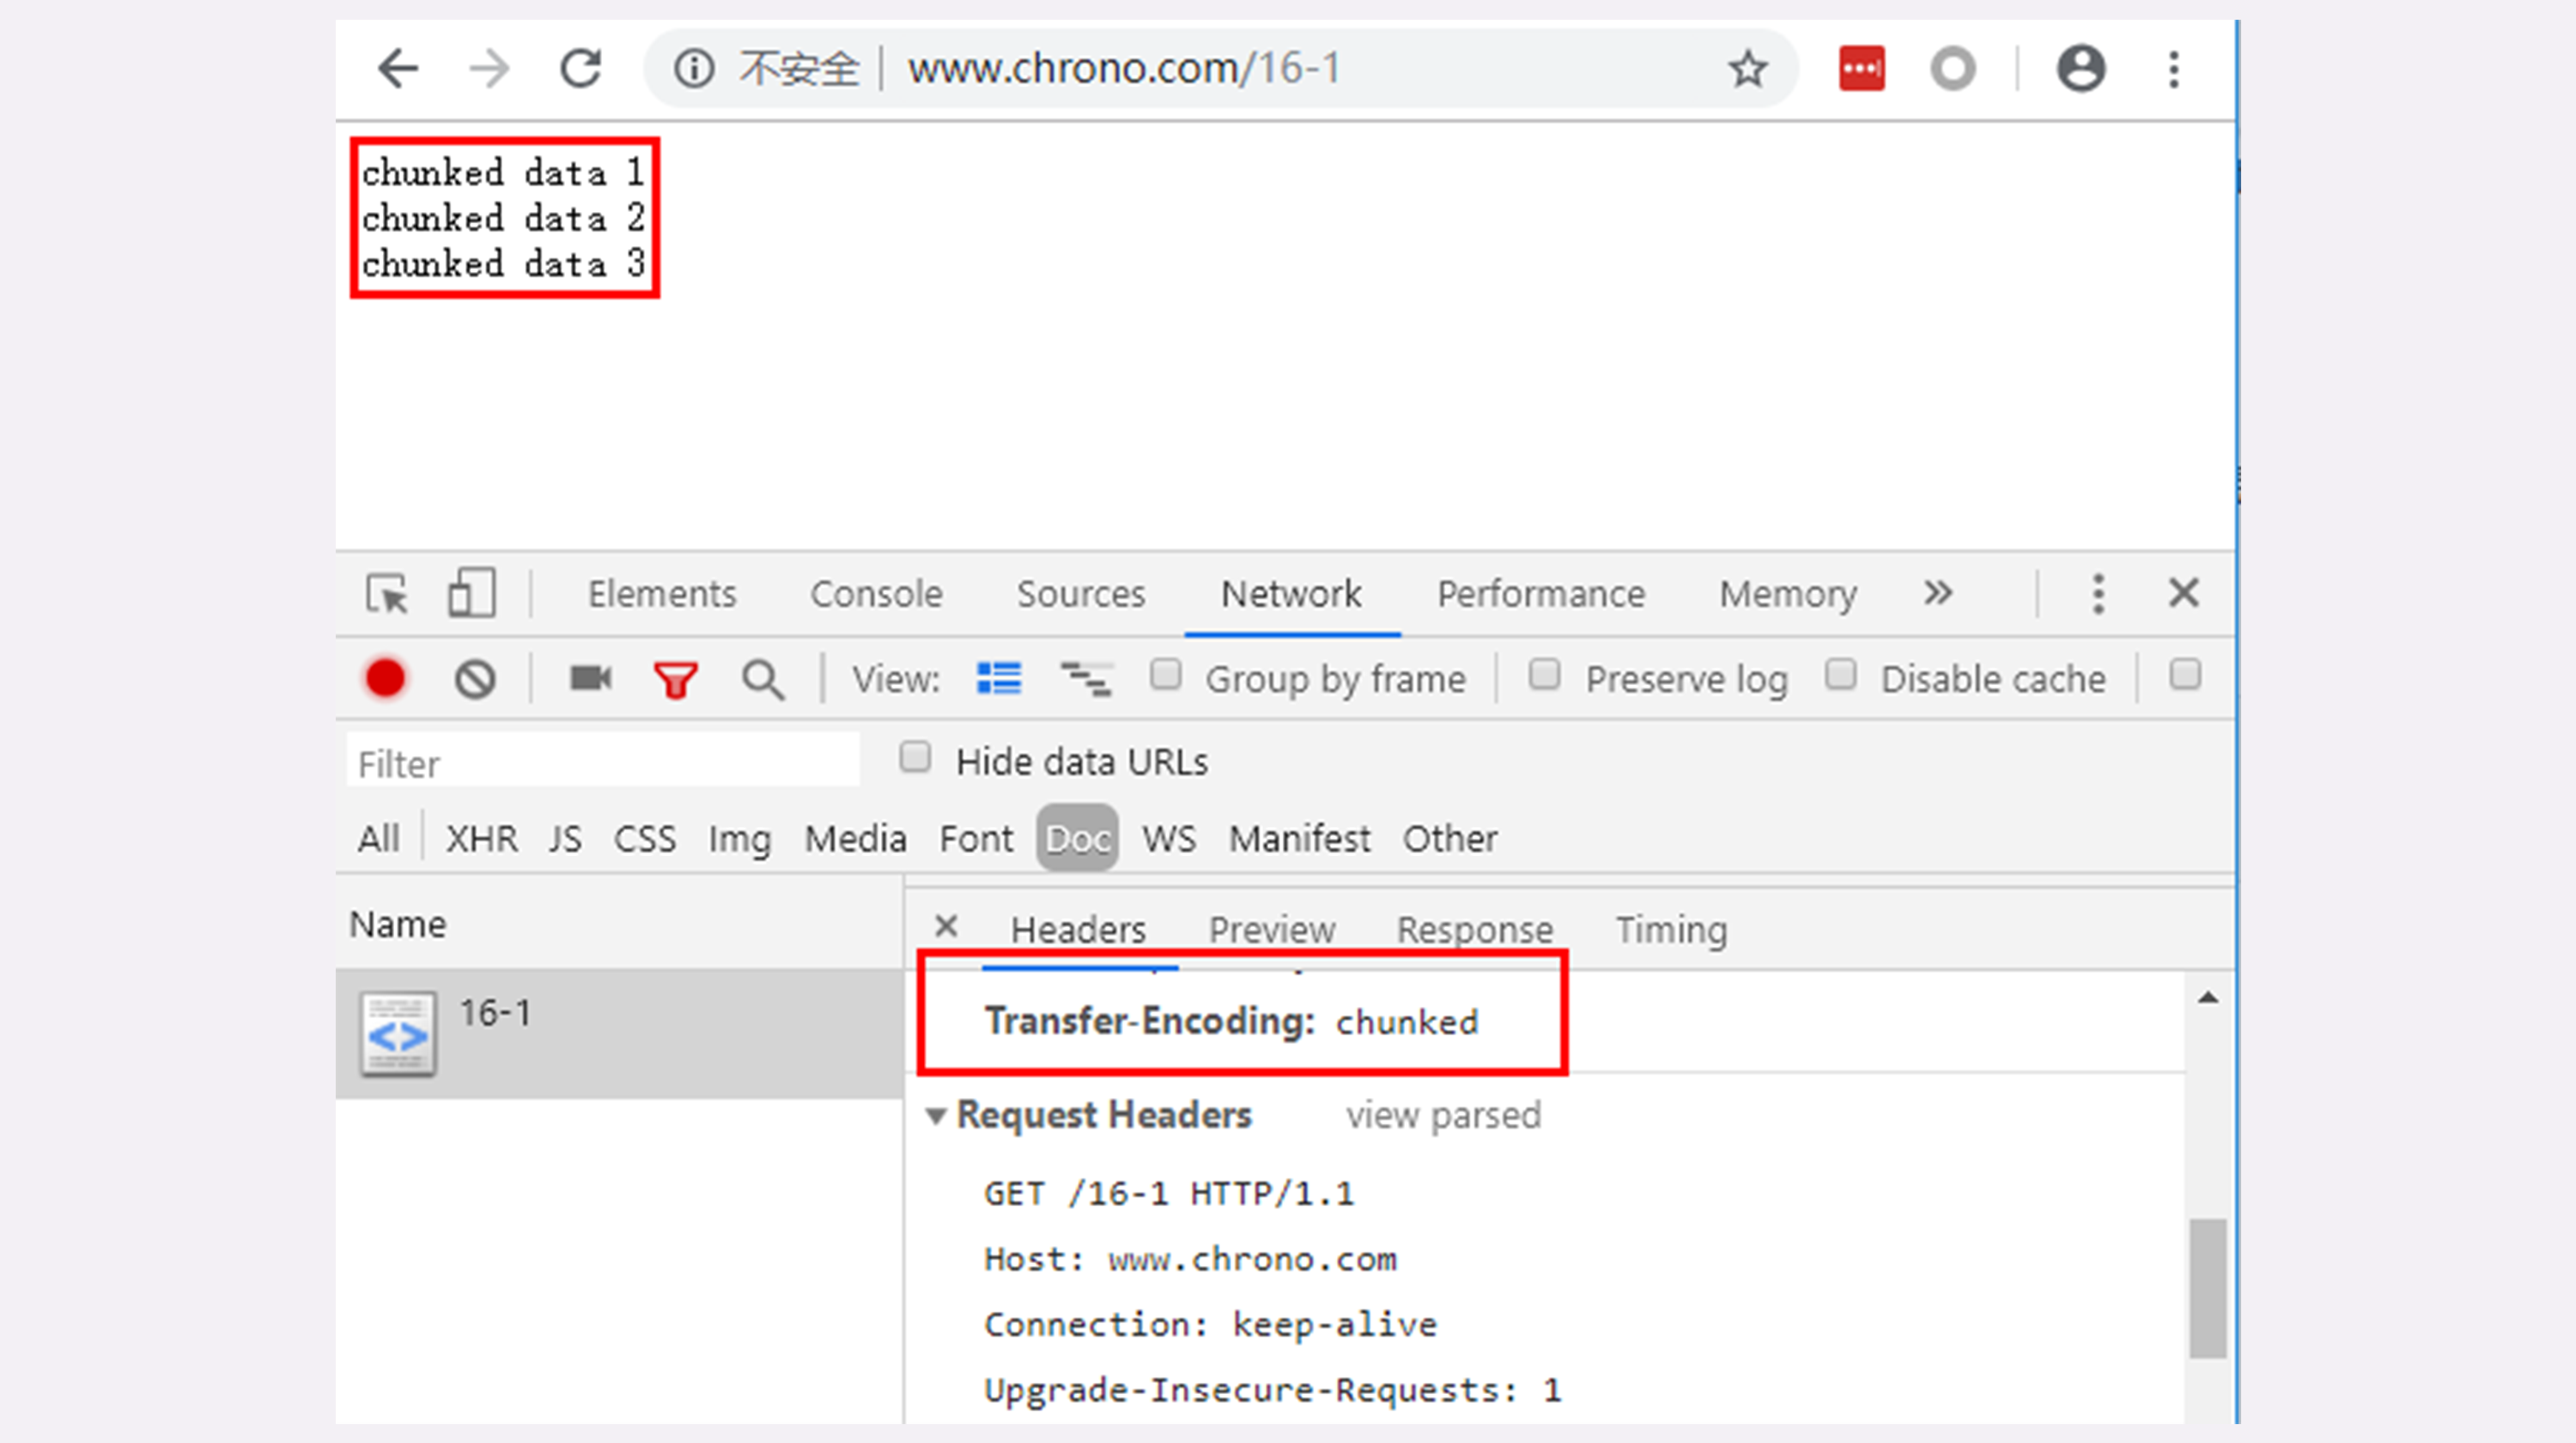 不安全 www.chrono.com/16-1
chunked data 1
chunked data 2
chunked data 3
Elements Console Sources Network Performance Memory
View: Group by frame Preserve log Disable cache
Filter Hide data URLs
All XHR JS CSS Img Media Font Doc WS Manifest Other
Name
16-1
Headers Preview Response Timing
Transfer-Encoding: chunked
Request Headers view parsed
GET /16-1 HTTP/1.1
Host: www.chrono.com
Connection: keep-alive
Upgrade-Insecure-Requests: 1